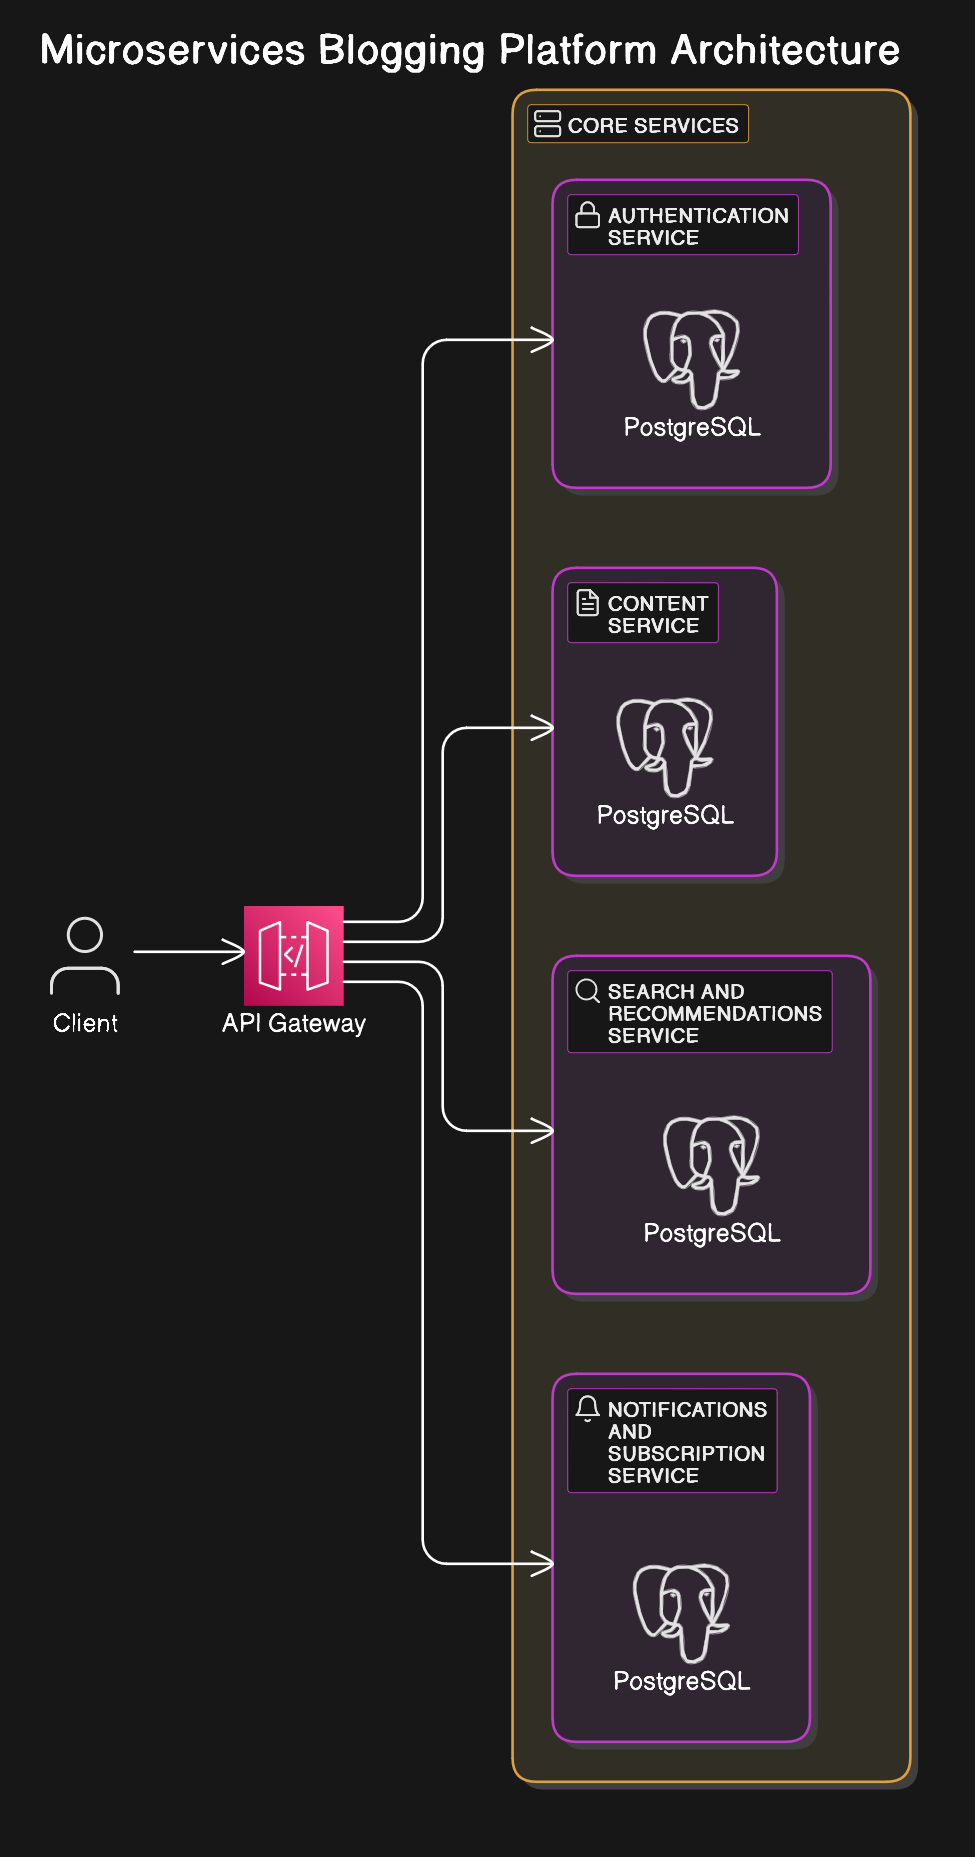 Microservices Blogging Platform Architecture
CORE SERVICES
AUTHENTICATION
SERVICE
PostgreSQL
CONTENT
SERVICE
PostgreSQL
</>
Client
API Gateway
SEARCH AND
RECOMMENDATIONS
SERVICE
PostgreSQL
NOTIFICATIONS
AND
SUBSCRIPTION
SERVICE
PostgreSQL